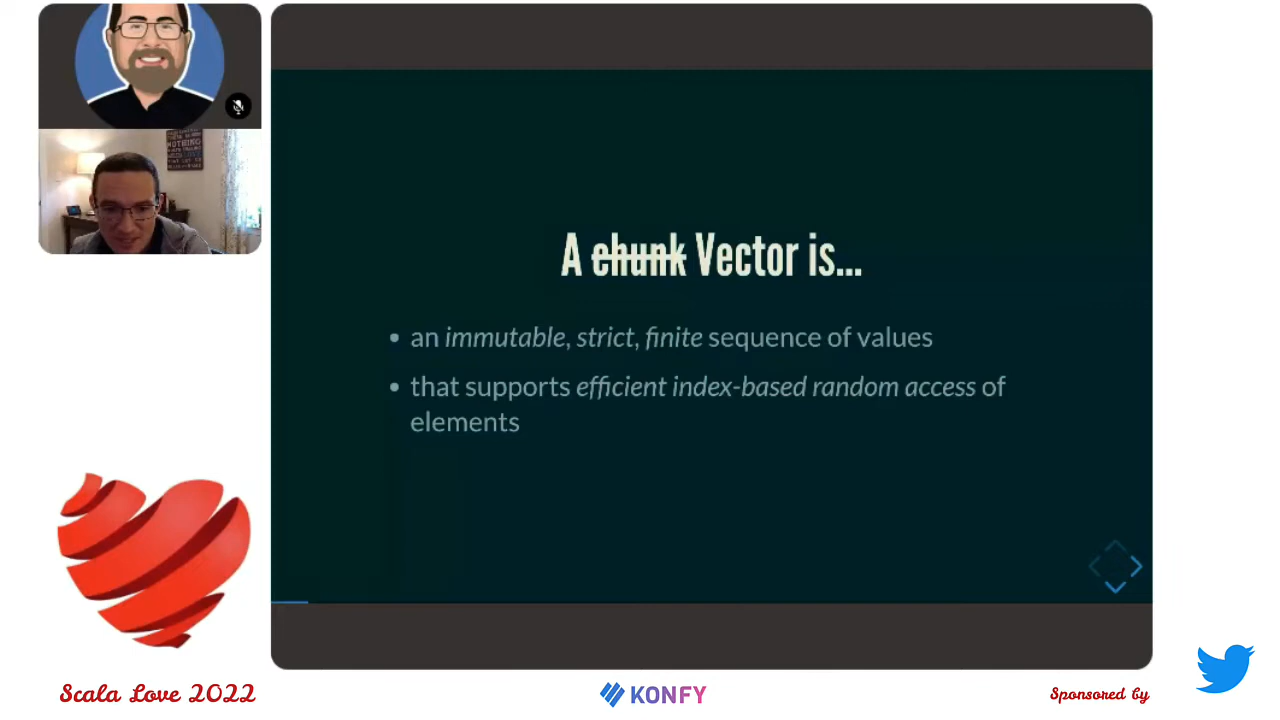 NOTHING
A chunk Vector is...
an immutable, strict, finite sequence of values
that supports efficient index-based random access of
elements
Scala Love 2022
KONFY
Sponsored by